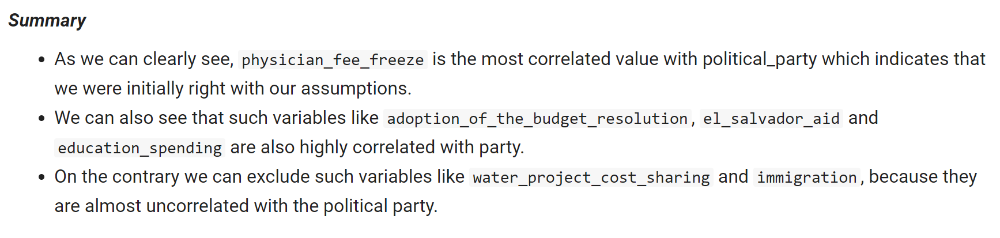 Summary
• As we can clearly see, physician_fee_freeze is the most correlated value with political_party which indicates that
we were initially right with our assumptions.
• We can also see that such variables like adoption_of_the_budget_resolution, el_salvador_aid and
education_spending are also highly correlated with party.
• On the contrary we can exclude such variables like water_project_cost_sharing and immigration, because they
are almost uncorrelated with the political party.